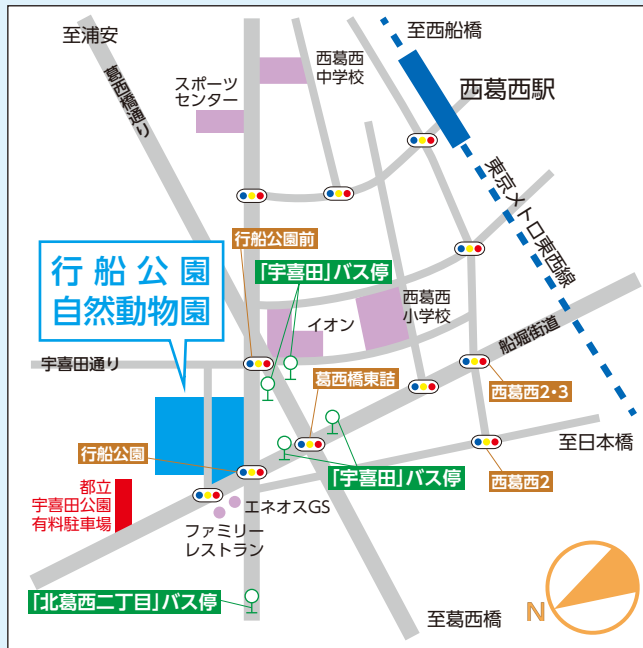 至浦安
至西船橋
葛西橋通り
スポーツ
センター
西葛西
中学校
西葛西駅
東京メトロ東西線
行船公園前
行船公園
自然動物園
「宇喜田」バス停
イオン
西葛西
小学校
船堀街道
宇喜田通り
葛西橋東詰
西葛西2・3
行船公園
至日本橋
西葛西2
「宇喜田」バス停
都立
宇喜田公園
有料駐車場
エネオスGS
ファミリー
レストラン
「北葛西二丁目」バス停
至葛西橋
N